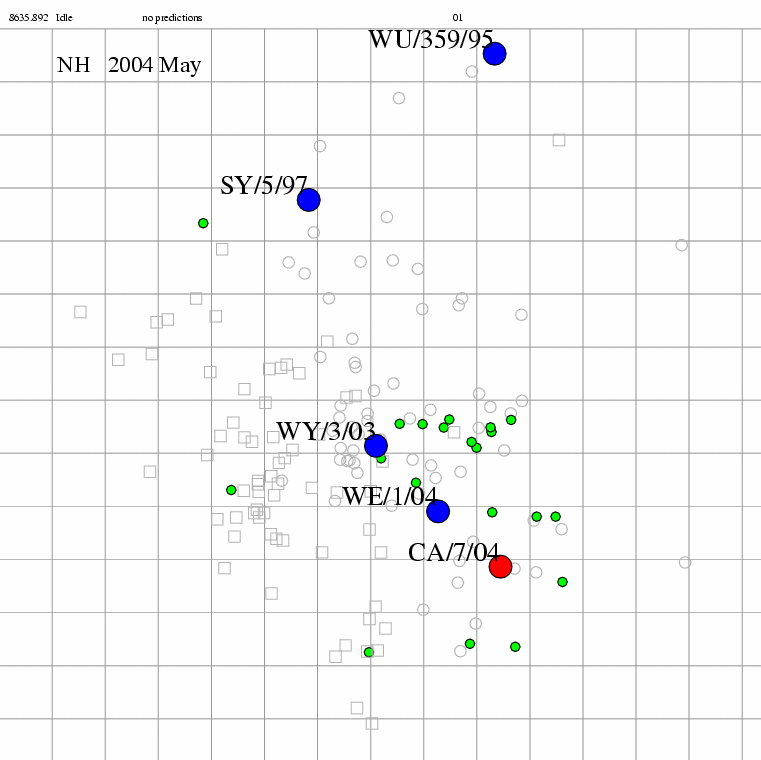 8635.892 Idle no predictions 01
WU/359/95
NH 2004 May
SY/5/97
WY/3/03
WE/1/04
CA/7/04